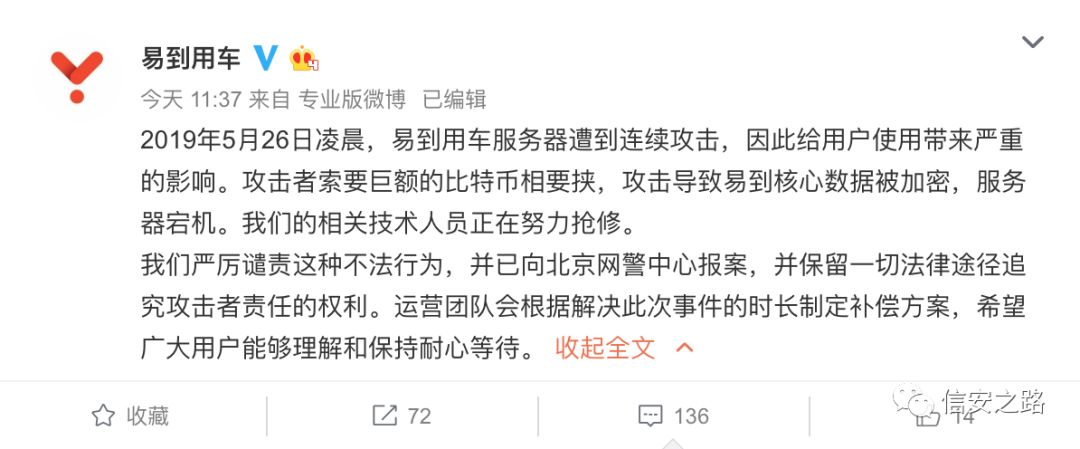 易到用车
今天 11:37 来自 专业版微博 已编辑
2019年5月26日凌晨，易到用车服务器遭到连续攻击，因此给用户使用带来严重
的影响。攻击者索要巨额的比特币相要挟，攻击导致易到核心数据被加密，服务
器宕机。我们的相关技术人员正在努力抢修。
我们严厉谴责这种不法行为，并已向北京网警中心报案，并保留一切法律途径追
究攻击者责任的权利。运营团队会根据解决此次事件的时长制定补偿方案，希望
广大用户能够理解和保持耐心等待。 收起全文
收藏 72 136 14
信安之路